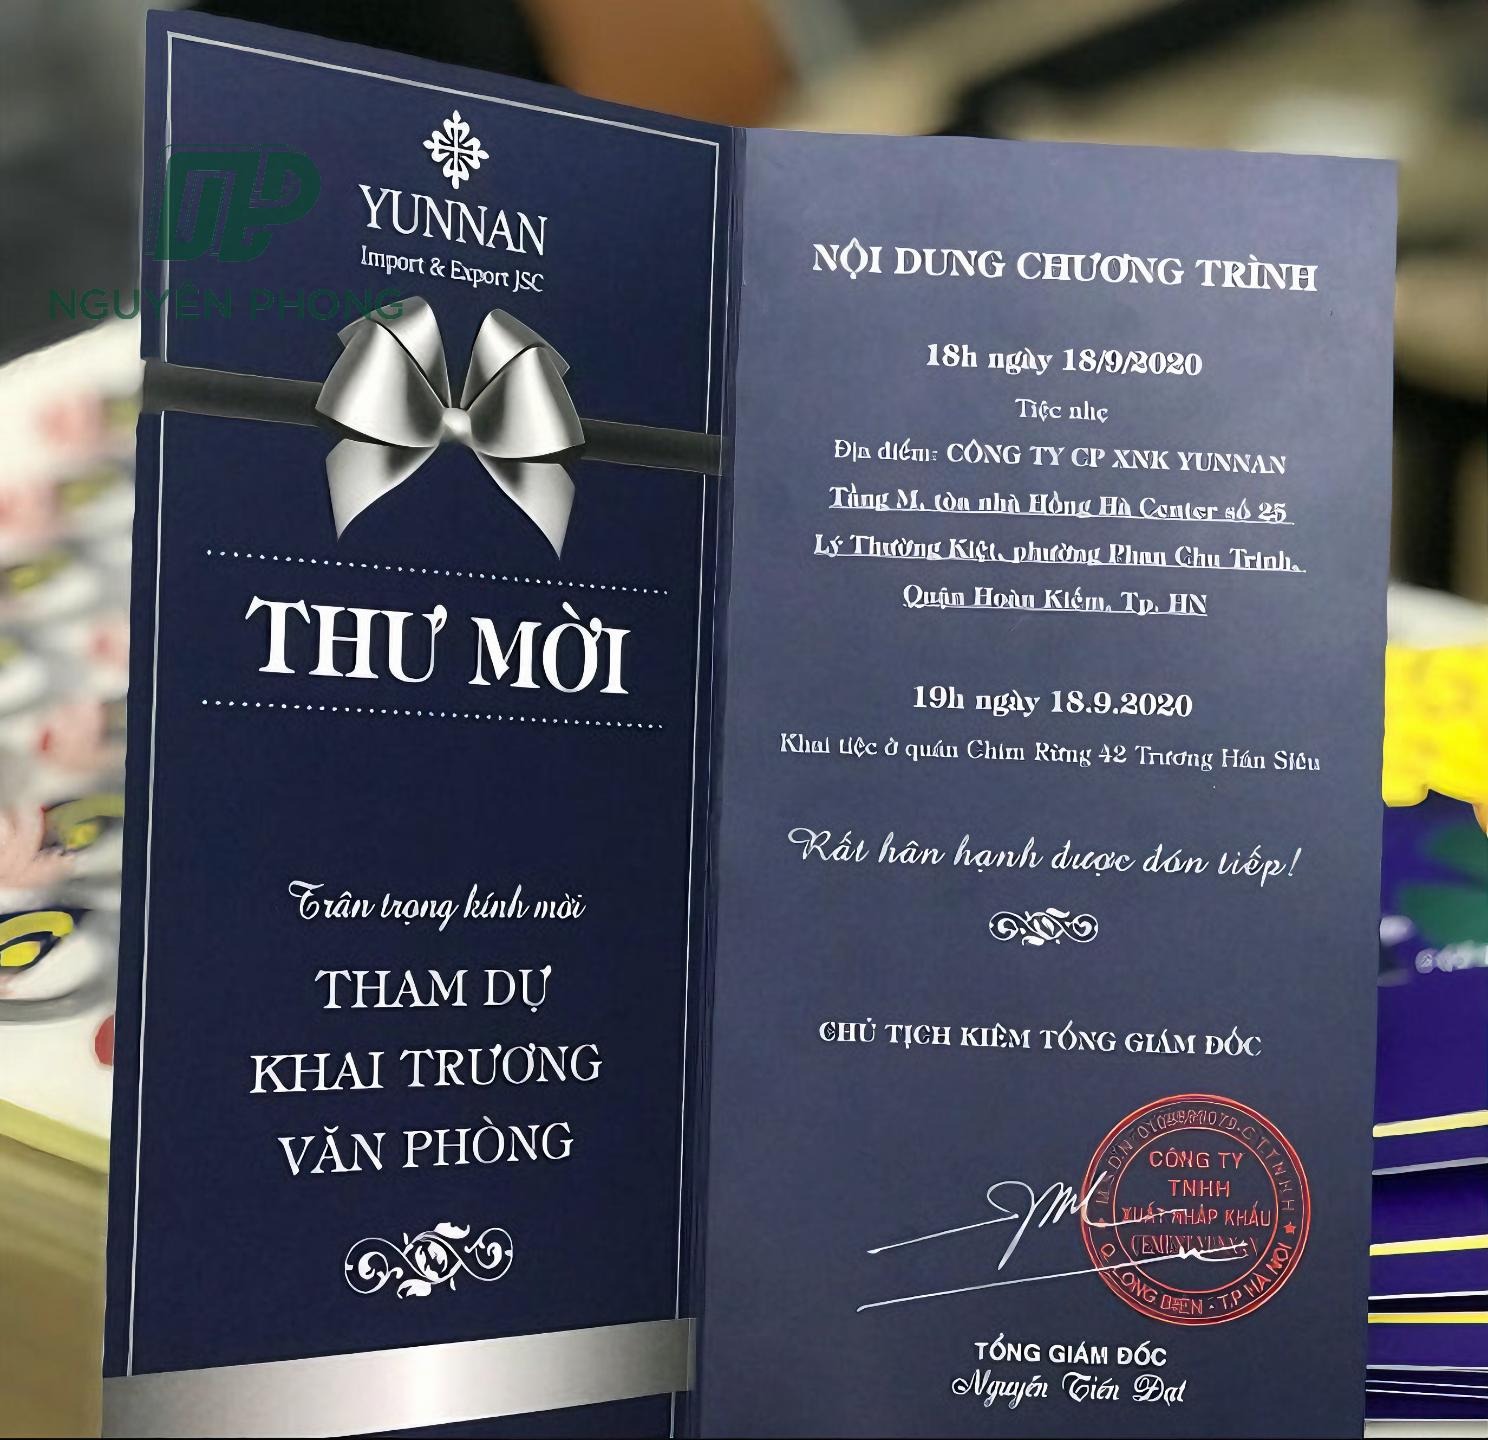 YUNNAN
Import & Export JSC
NGUYÊN PHONG
THƯ MỜI
Trân trọng kính mời
THAM DỰ
KHAI TRƯƠNG
VĂN PHÒNG
NỘI DUNG CHƯƠNG TRÌNH
18h ngày 18/9/2020
Tiệc nhẹ
Địa điểm: CÔNG TY CP XNK YUNNAN
Tầng M, tòa nhà Hồng Hà Center số 25
Lý Thường Kiệt, phường Phan Chu Trinh,
Quận Hoàn Kiếm, Tp. HN
19h ngày 18.9.2020
Khai tiệc ở quán Chim Rừng 42 Trương Hán Siêu
Rất hân hạnh được đón tiếp!
CHỦ TỊCH KIÊM TỔNG GIÁM ĐỐC
CÔNG TY
TNHH
XUẤT NHẬP KHẨU
TỔNG GIÁM ĐỐC
Nguyễn Tiến Đạt